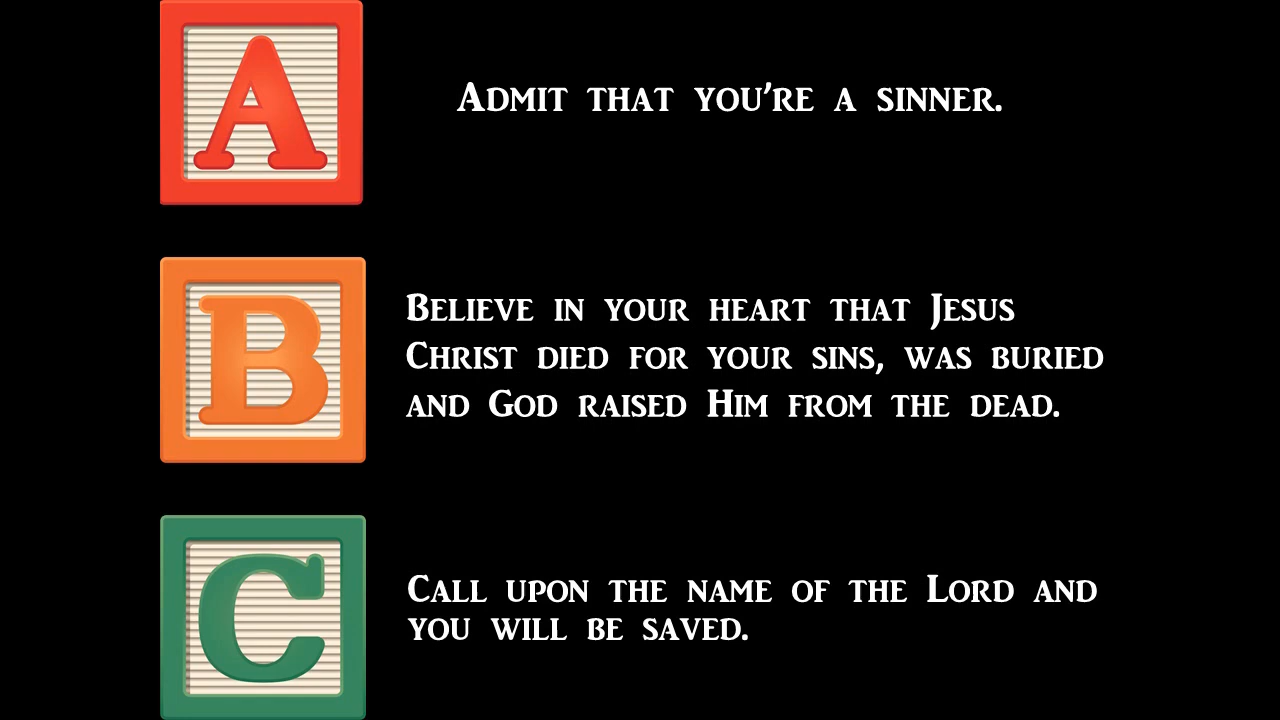 A
Admit that you're a sinner.
B
Believe in your heart that Jesus
Christ died for your sins, was buried
and God raised Him from the dead.
C
Call upon the name of the Lord and
you will be saved.